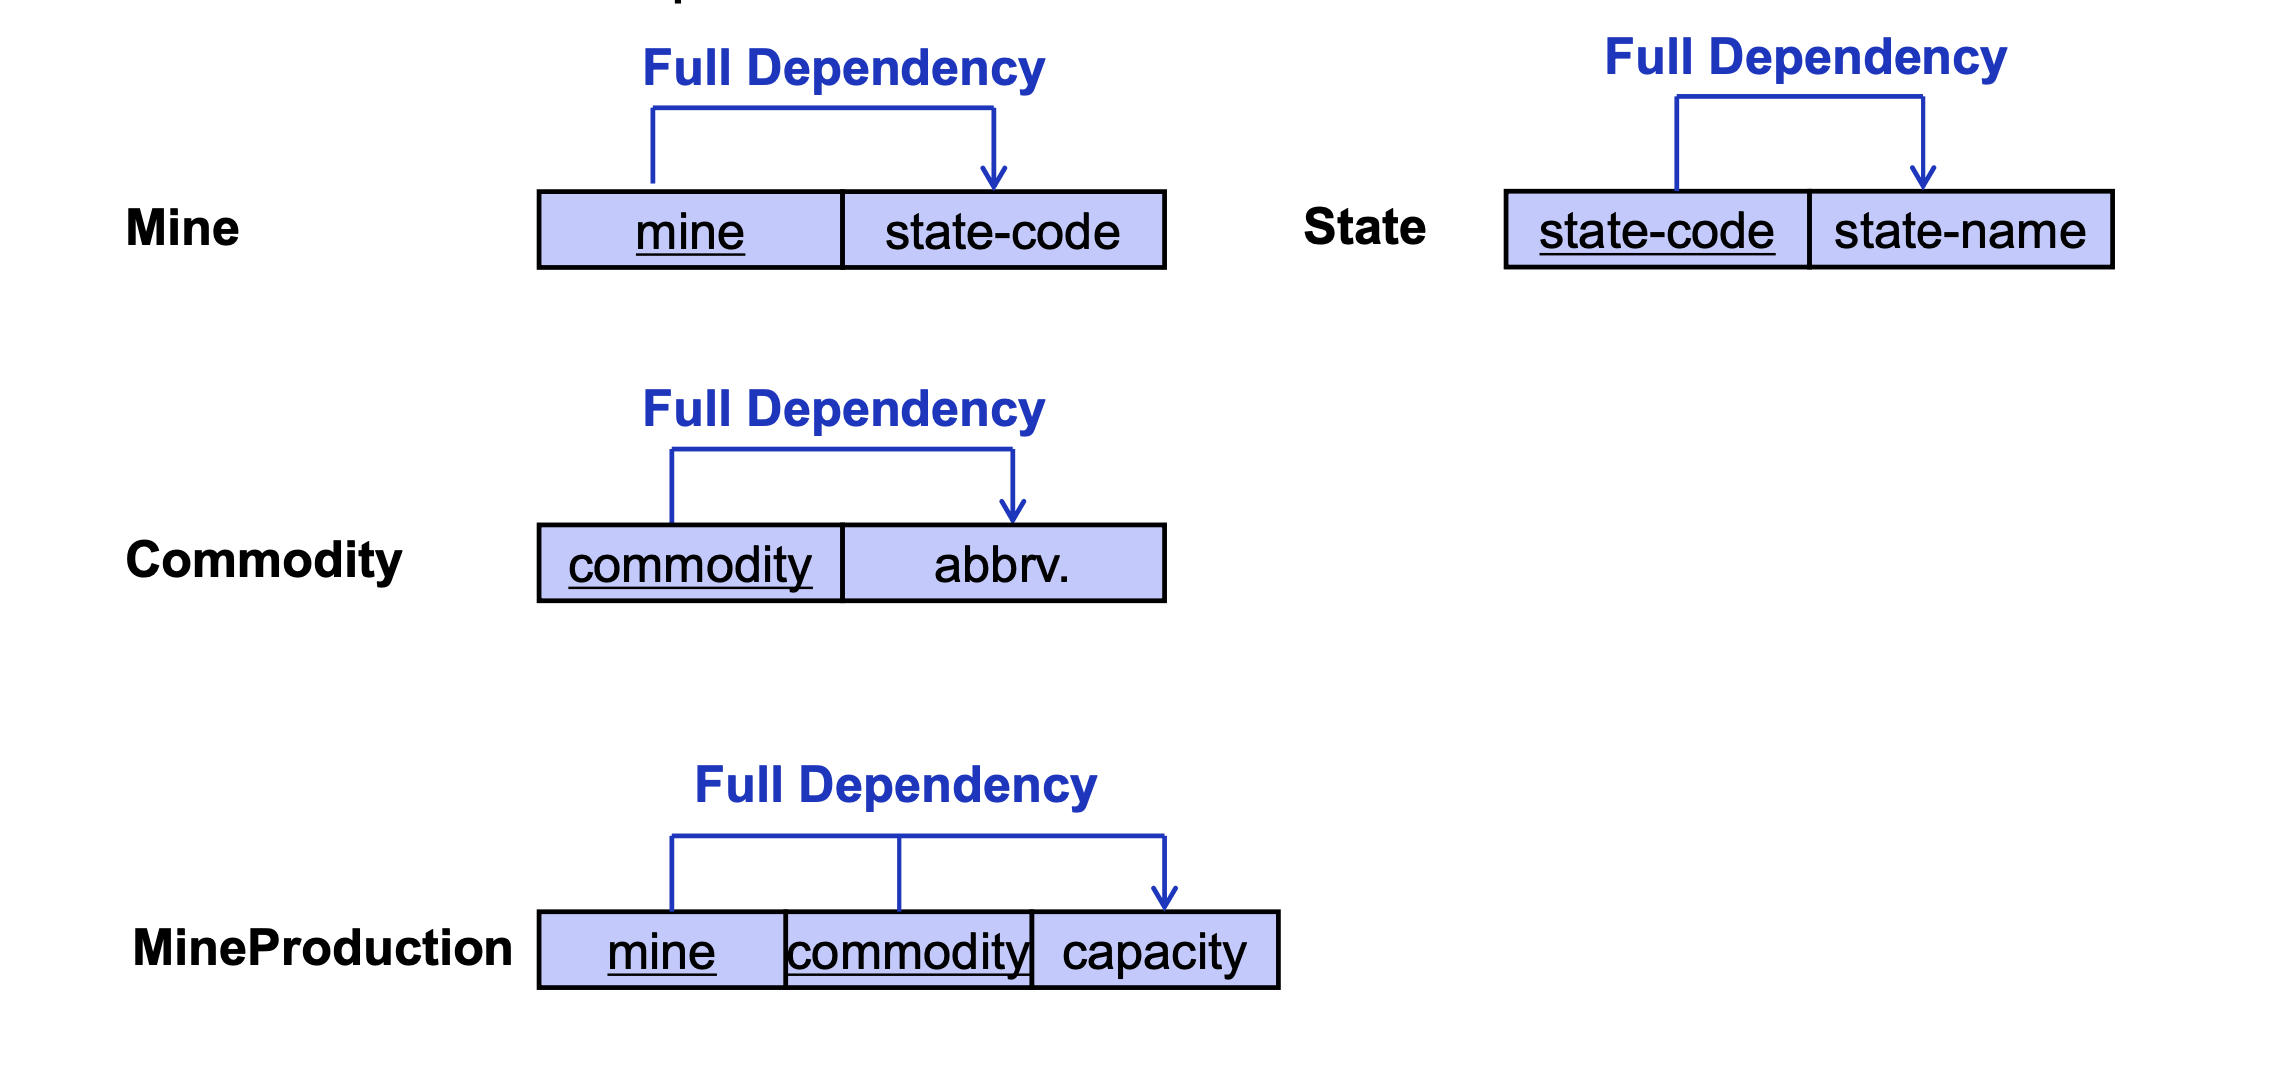 Full Dependency
Full Dependency
Mine
mine
state-code
State
state-code
state-name
Full Dependency
Commodity
commodity
abbrv.
Full Dependency
MineProduction
mine
commodity
capacity